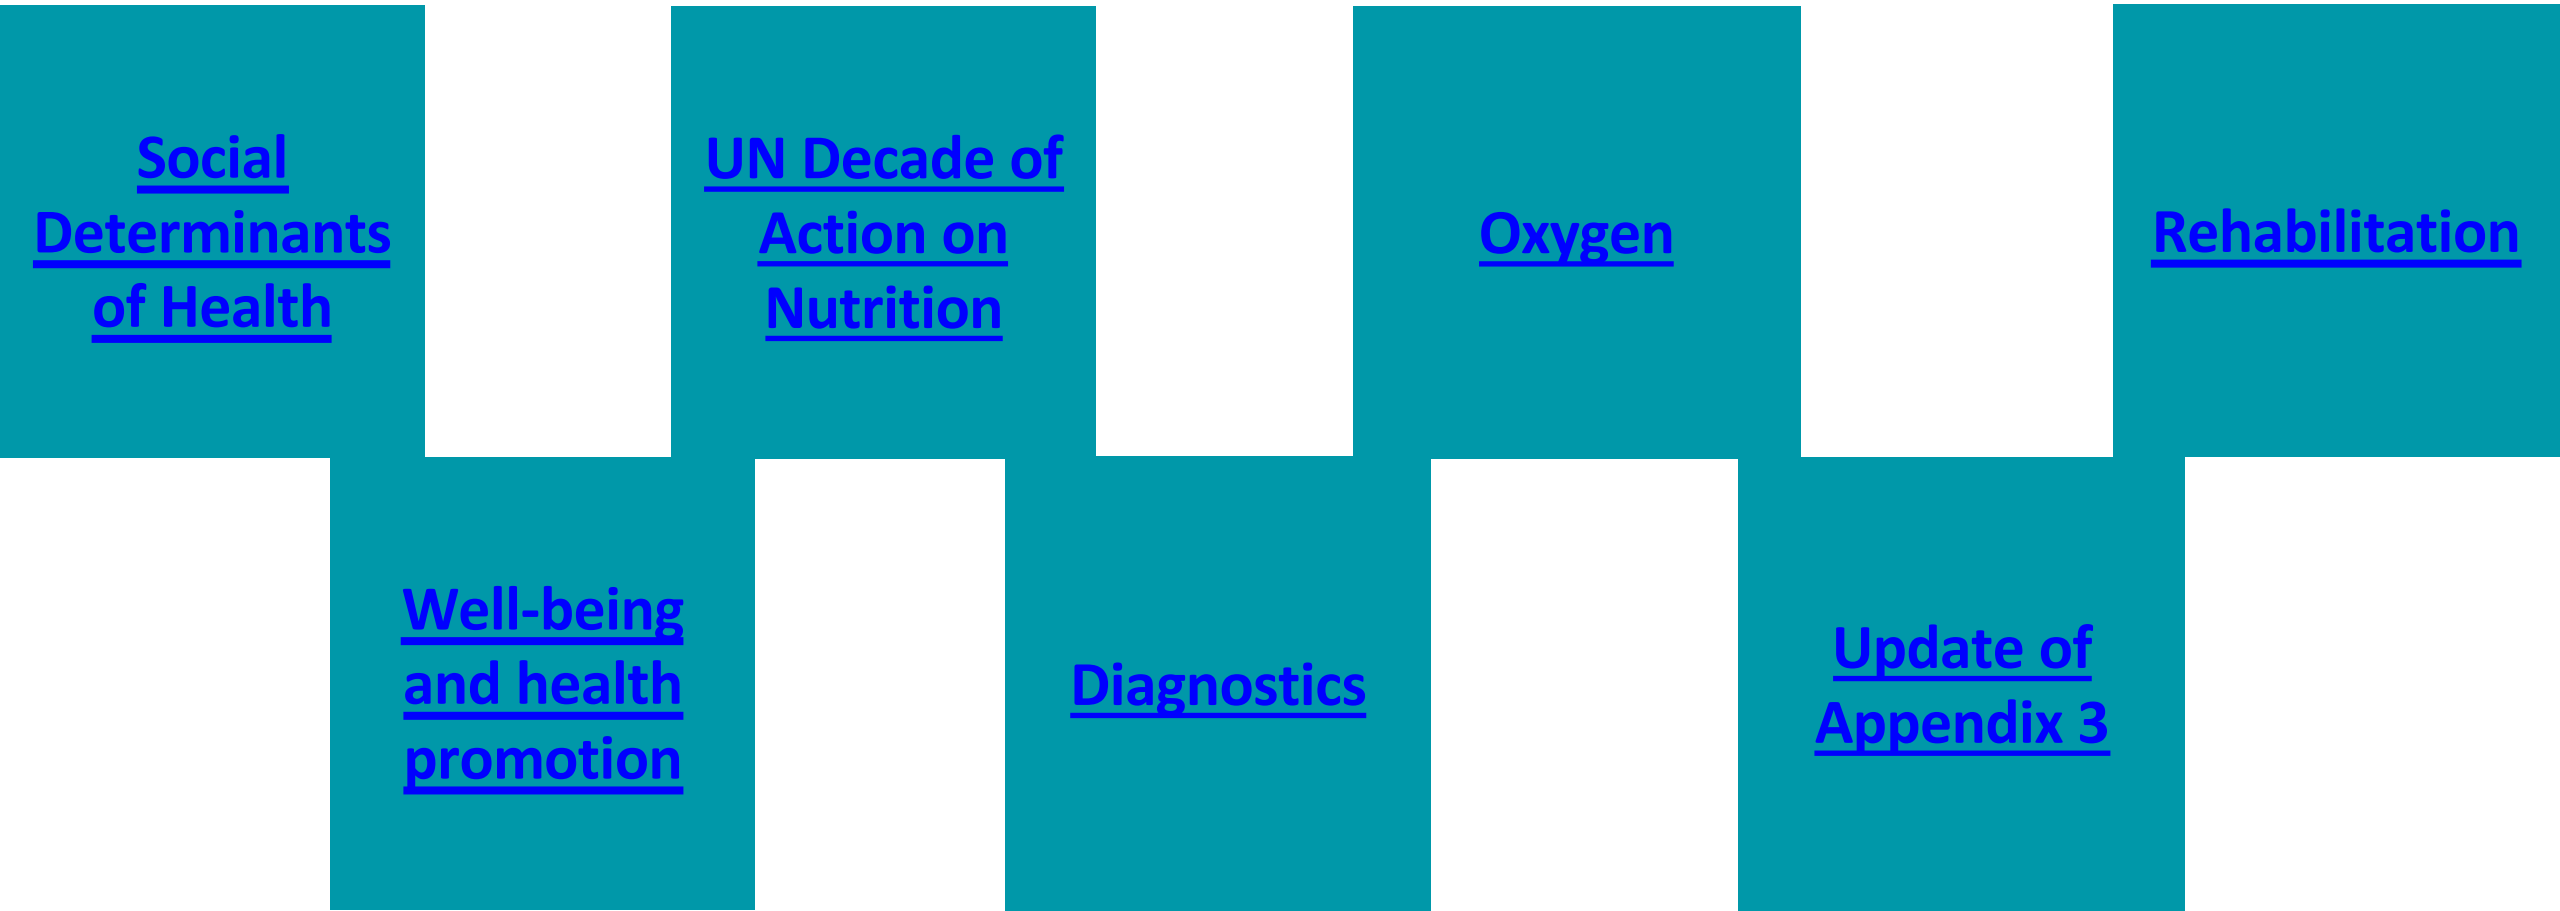 Social
Determinants
of Health
UN Decade of
Action on
Nutrition
Oxygen
Rehabilitation
Well-being
and health
promotion
Diagnostics
Update of
Appendix 3